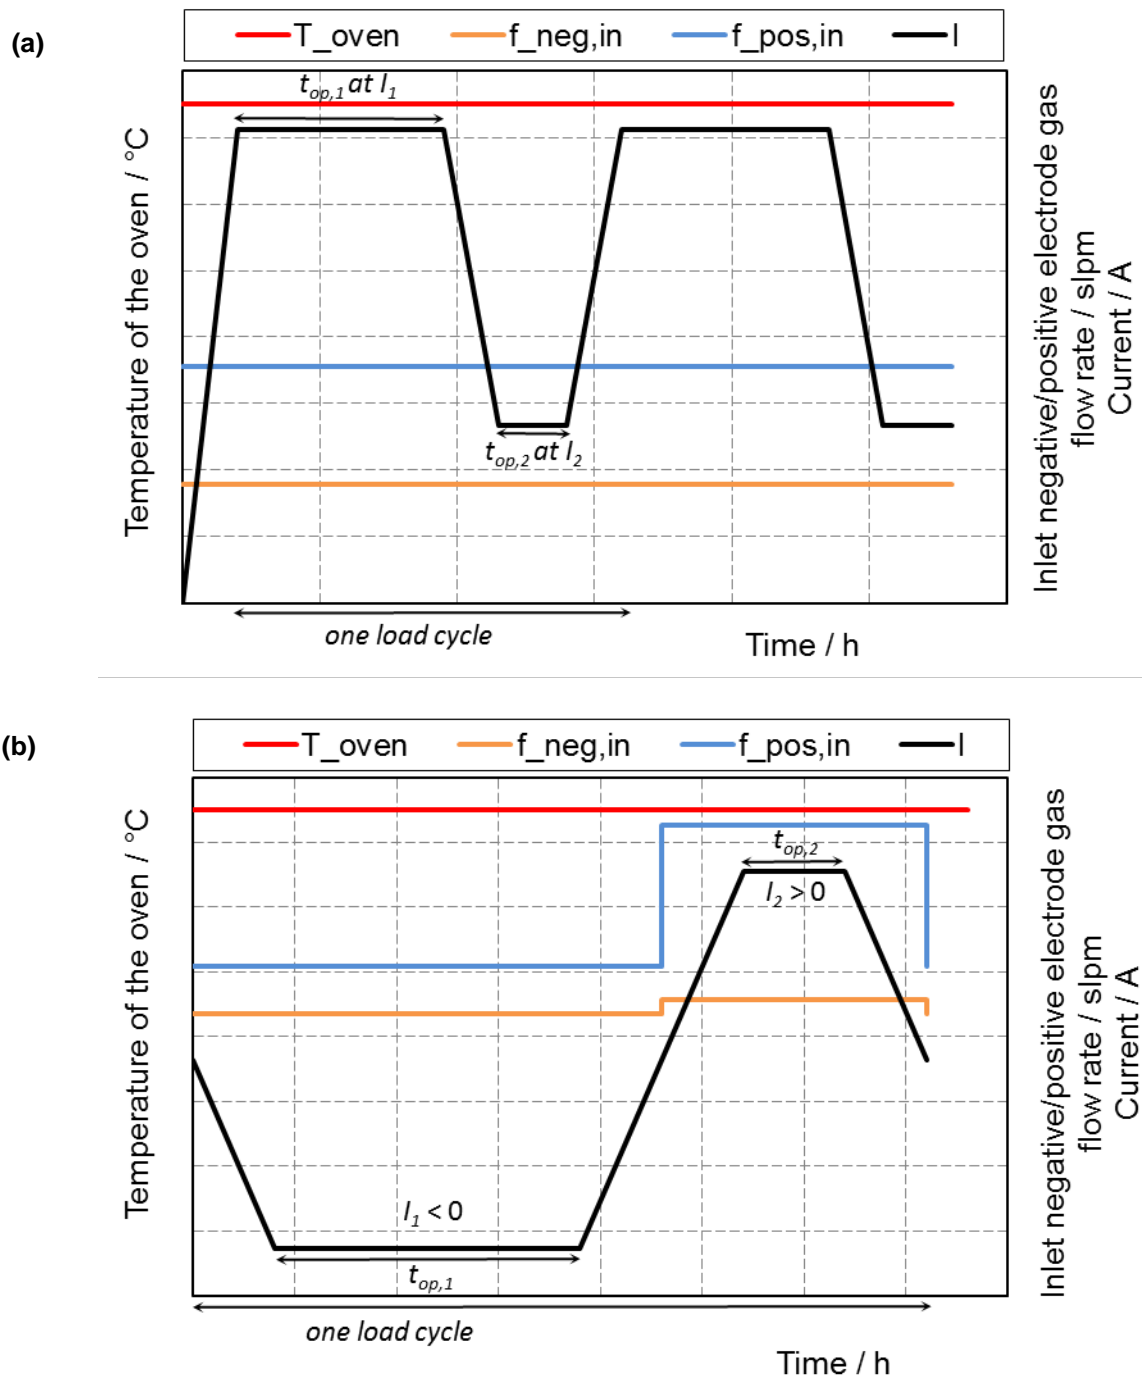 (a)
T_oven f_neg,in f_pos,in I
t_op,1 at I_1
t_op,2 at I_2
Temperature of the oven / °C
Inlet negative/positive electrode gas
flow rate / slpm
Current / A
one load cycle
Time / h
(b)
T_oven f_neg,in f_pos,in I
t_op,2
I_2 > 0
I_1 < 0
t_op,1
Temperature of the oven / °C
Inlet negative/positive electrode gas
flow rate / slpm
Current / A
one load cycle
Time / h